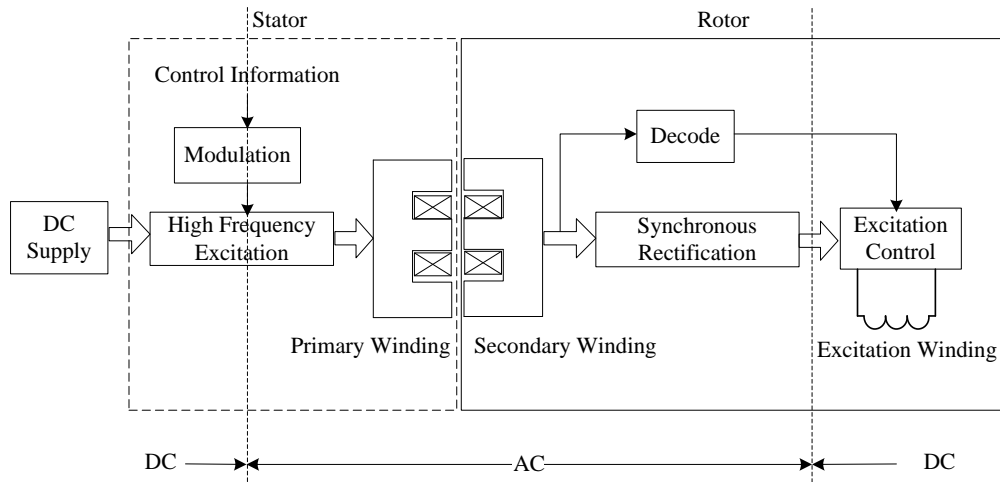 Stator
Rotor
Control Information
Modulation
Decode
DC
Supply
High Frequency
Excitation
Synchronous
Rectification
Excitation
Control
Primary Winding
Secondary Winding
Excitation Winding
DC
AC
DC